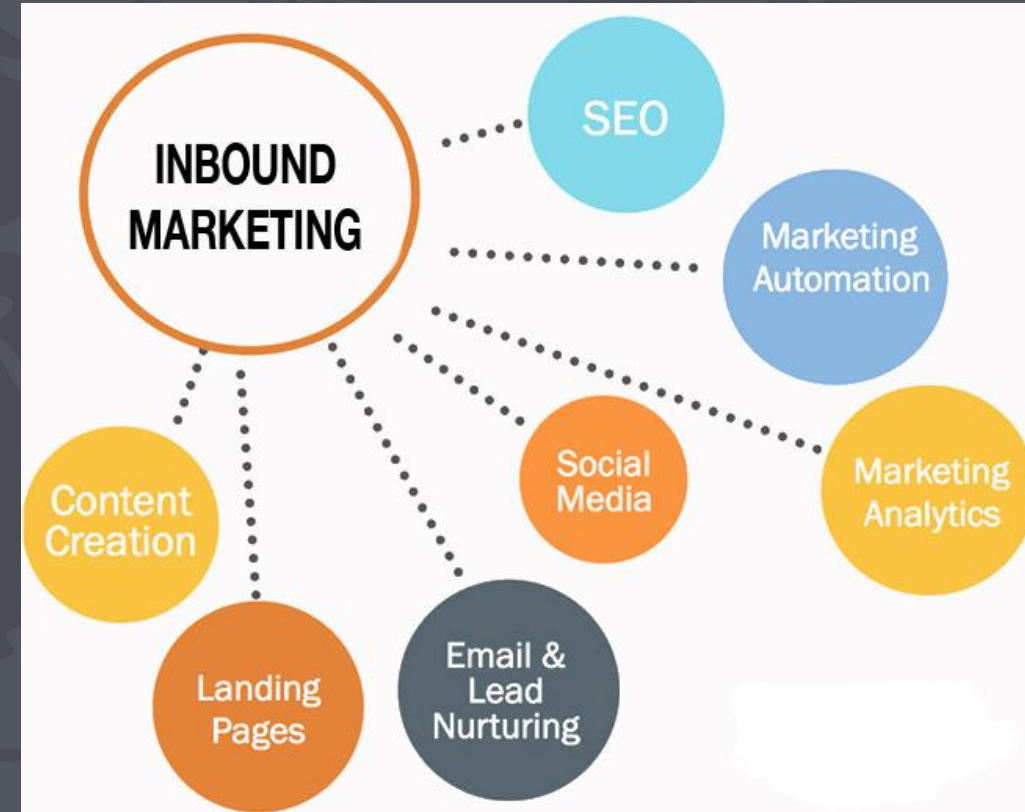 INBOUND
MARKETING
SEO
Marketing
Automation
Social
Media
Marketing
Analytics
Content
Creation
Landing
Pages
Email &
Lead
Nurturing